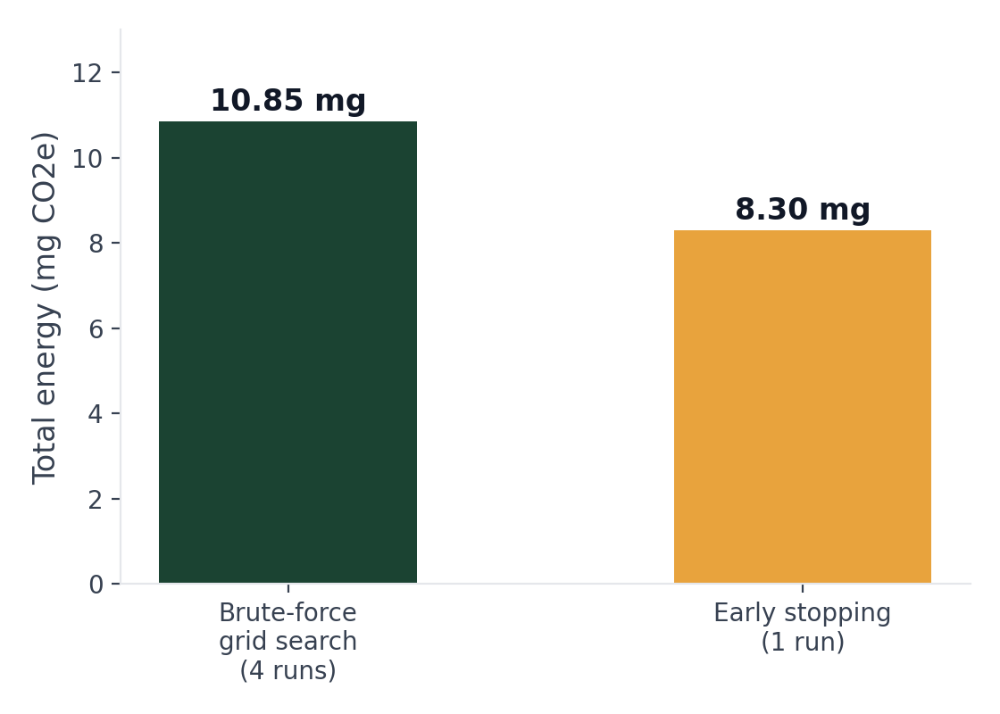 Total energy (mg CO2e)
12
10
8
6
4
2
0
10.85 mg
8.30 mg
Brute-force
grid search
(4 runs)
Early stopping
(1 run)